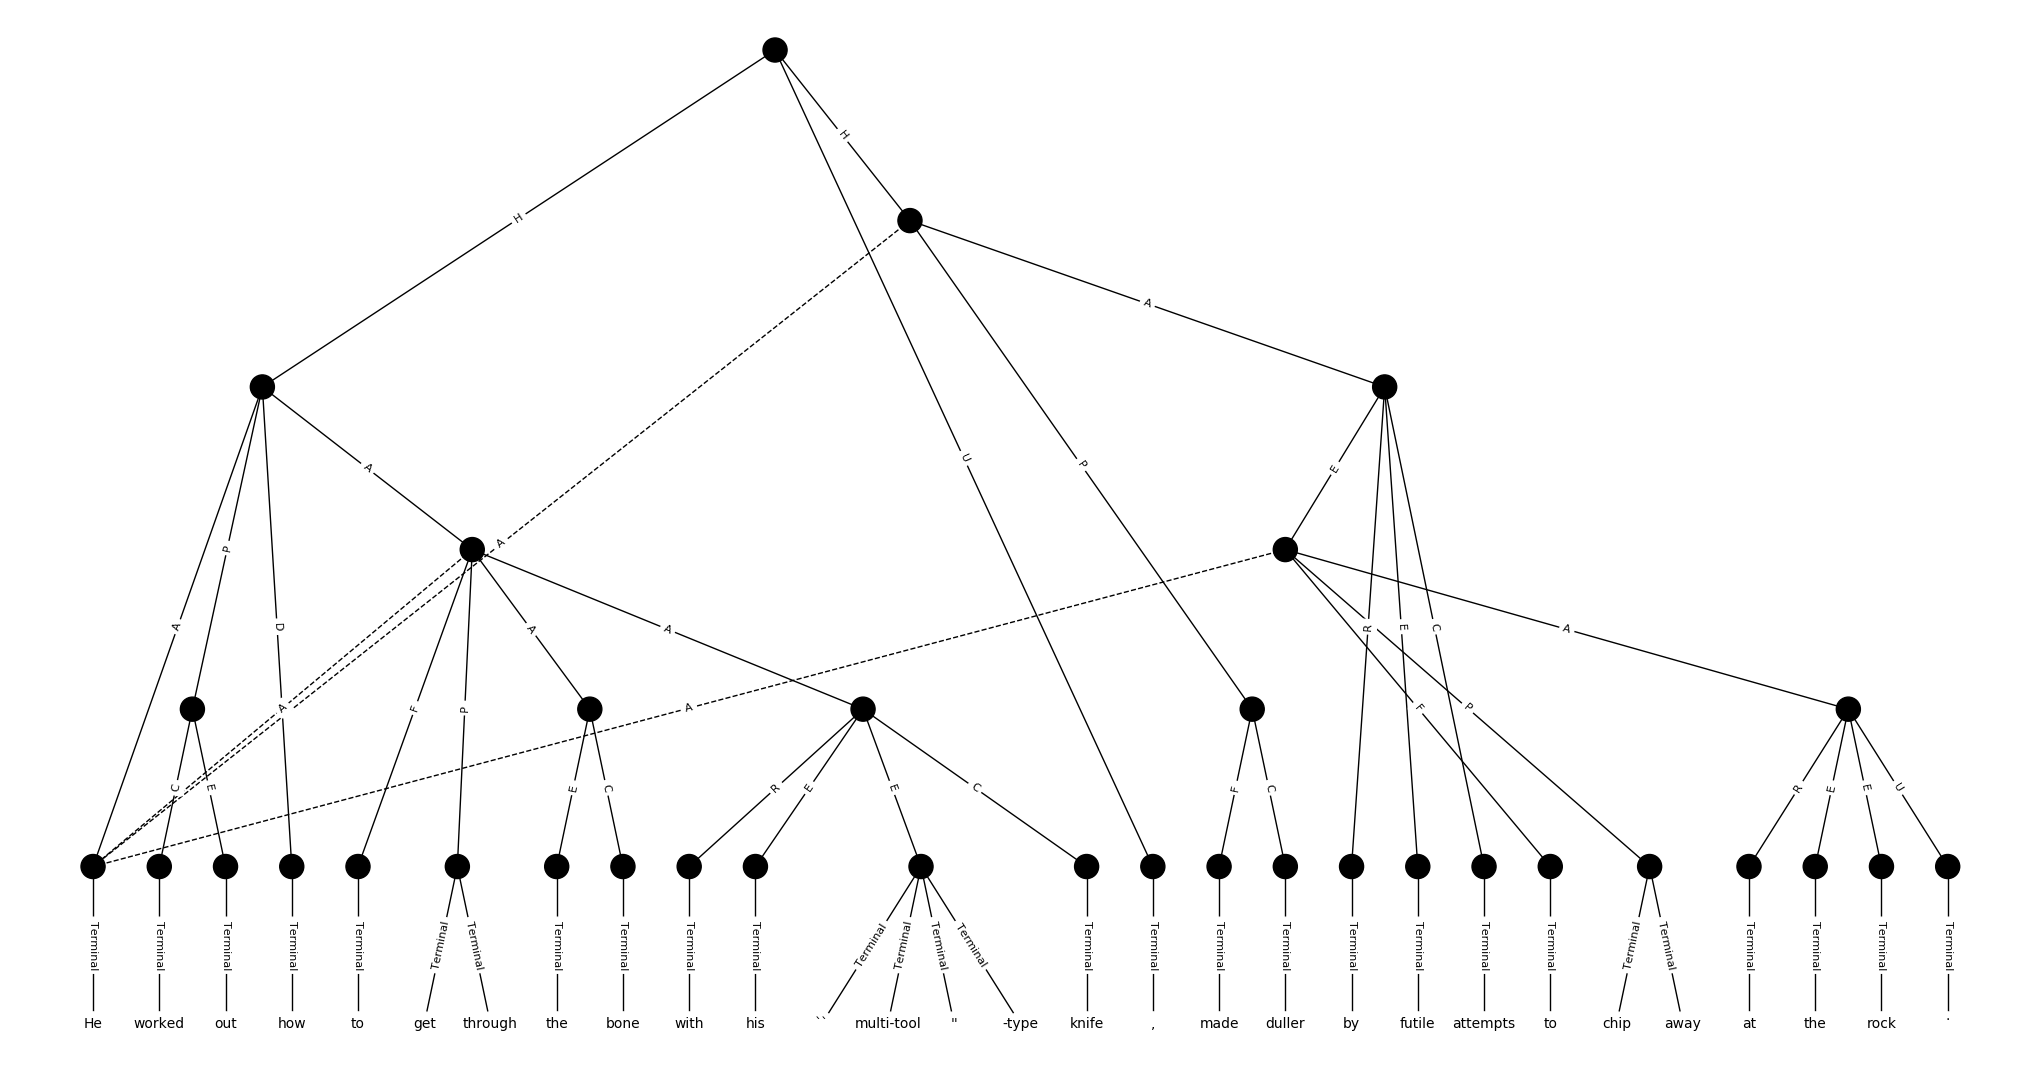 H
H
A
A
P
U
P
E
A
A
D
F
P
A
A
A
A
R
E
C
F
P
A
C
E
E
C
R
E
E
C
F
C
R
E
E
U
Terminal Terminal Terminal Terminal Terminal Terminal Terminal Terminal Terminal Terminal Terminal Terminal Terminal Terminal Terminal Terminal Terminal Terminal Terminal Terminal Terminal Terminal Terminal Terminal Terminal Terminal Terminal Terminal Terminal
He worked out how to get through the bone with his `` multi-tool " -type knife , made duller by futile attempts to chip away at the rock .